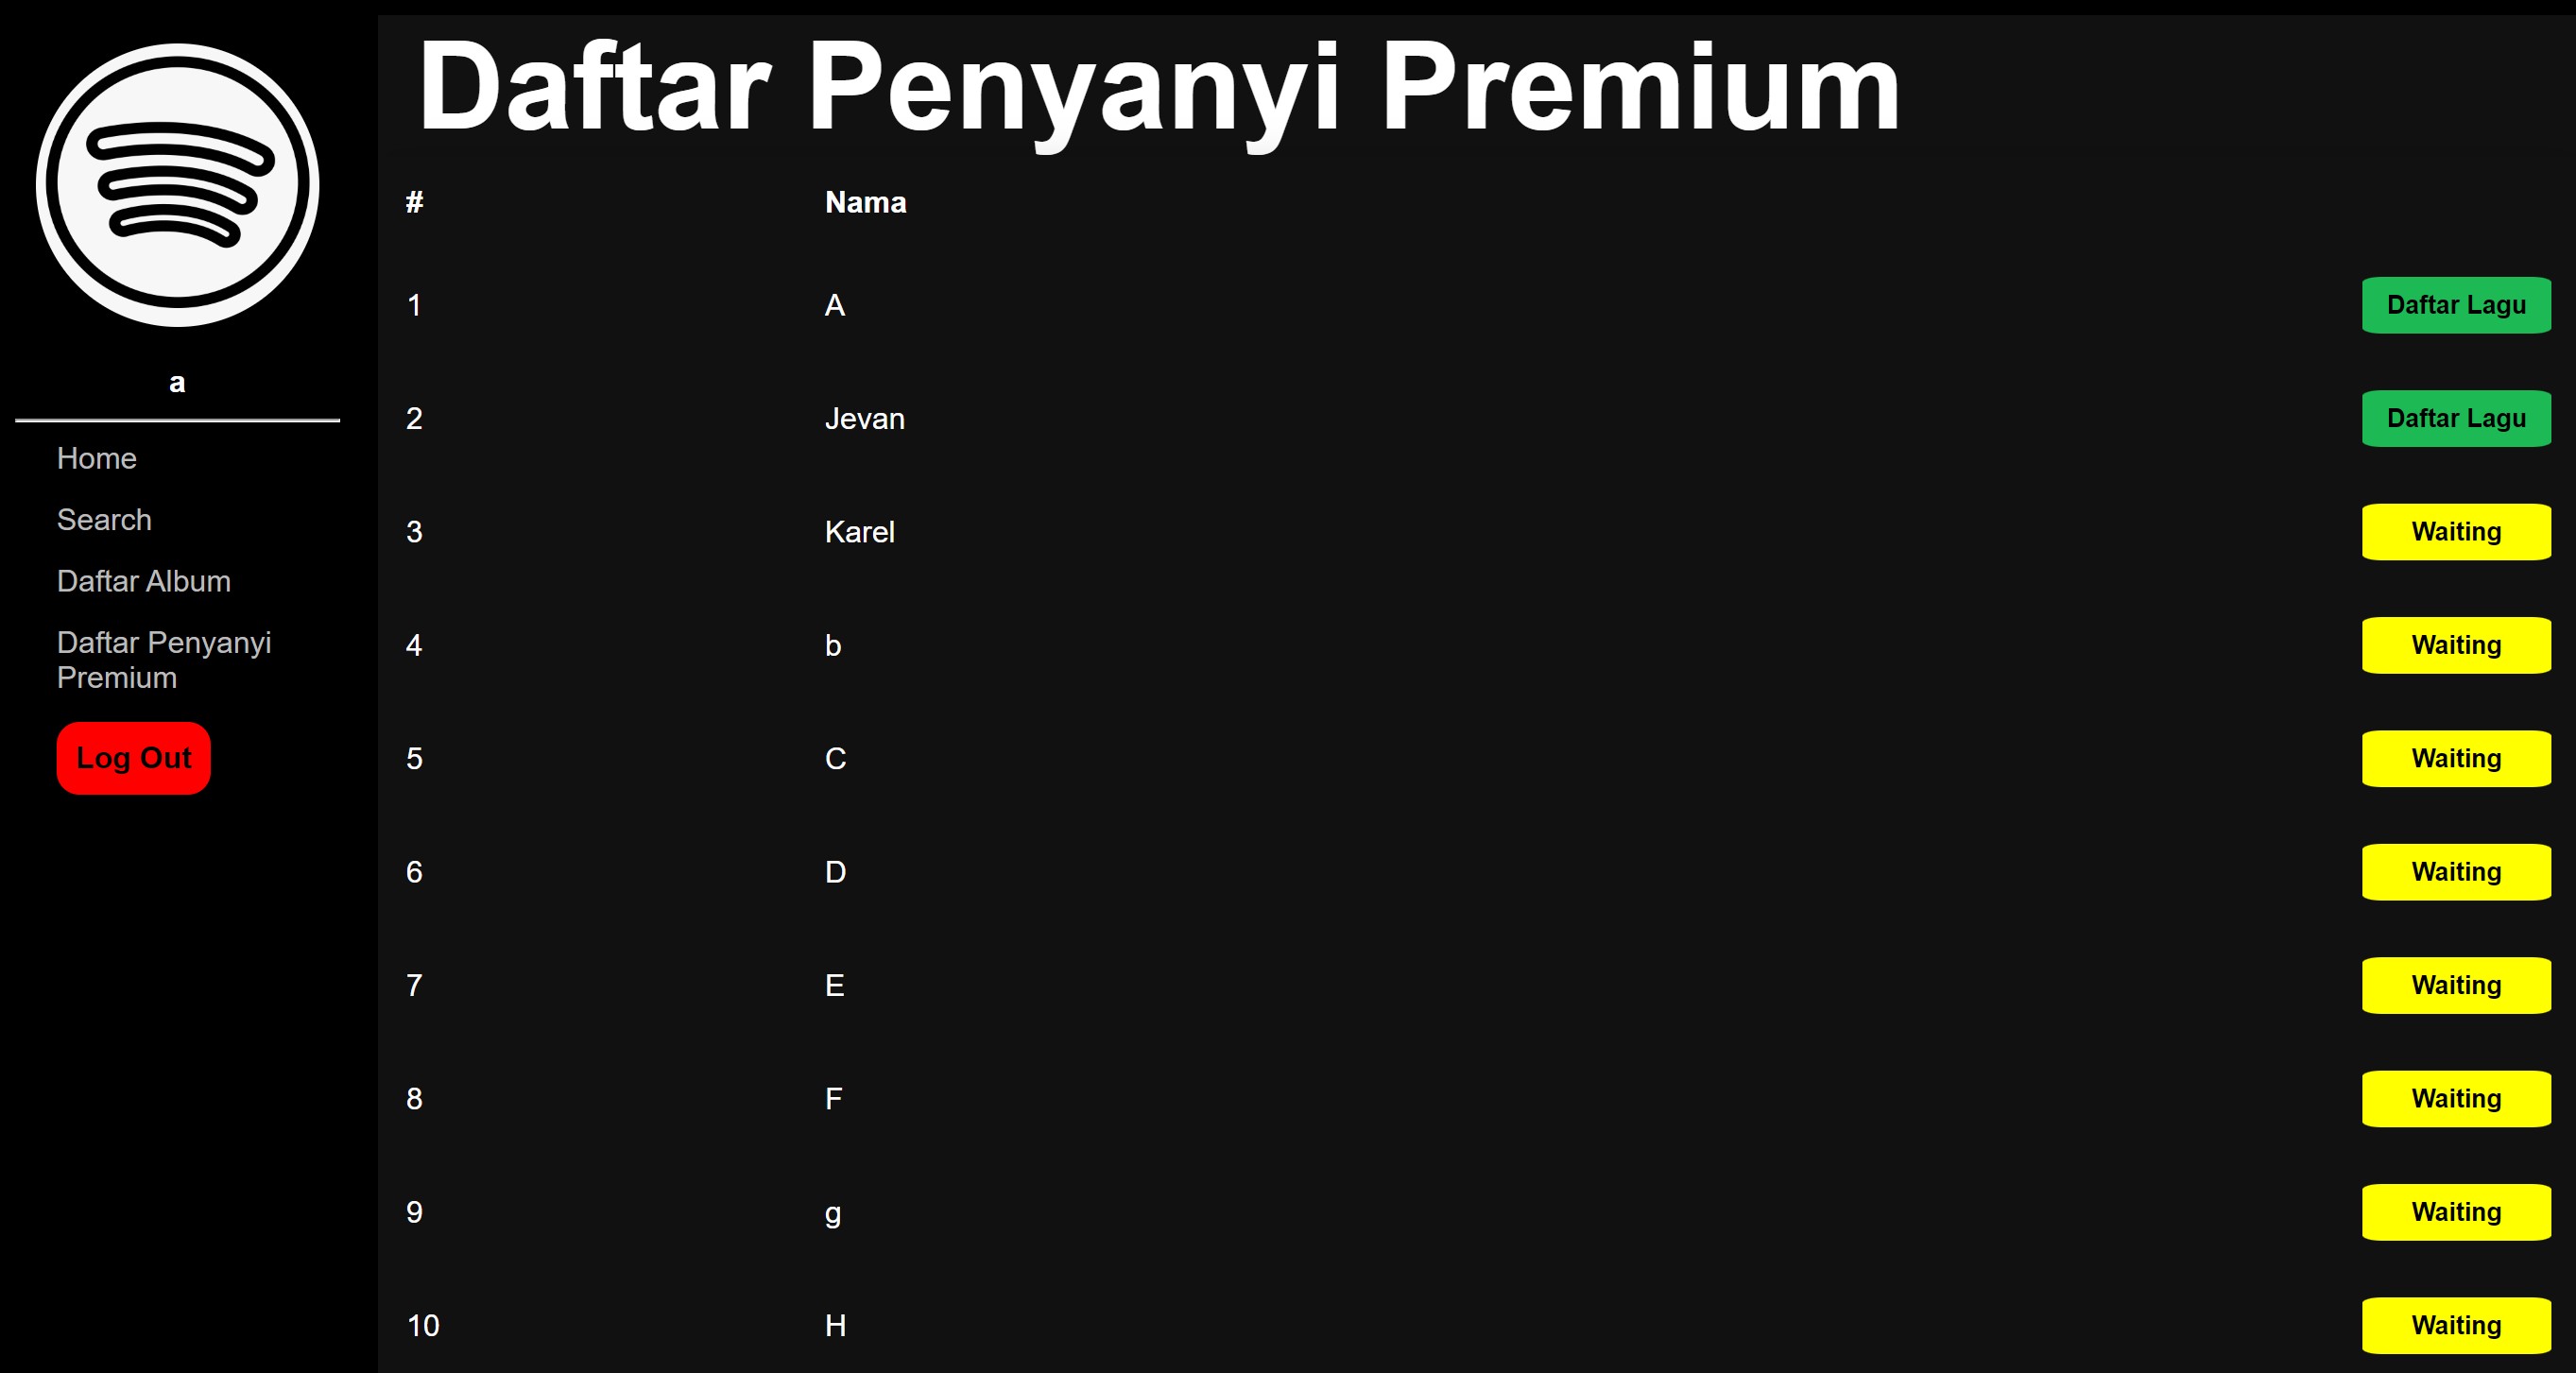 Daftar Penyanyi Premium
a
Home
Search
Daftar Album
Daftar Penyanyi
Premium
Log Out
# Nama
1 A Daftar Lagu
2 Jevan Daftar Lagu
3 Karel Waiting
4 b Waiting
5 C Waiting
6 D Waiting
7 E Waiting
8 F Waiting
9 g Waiting
10 H Waiting